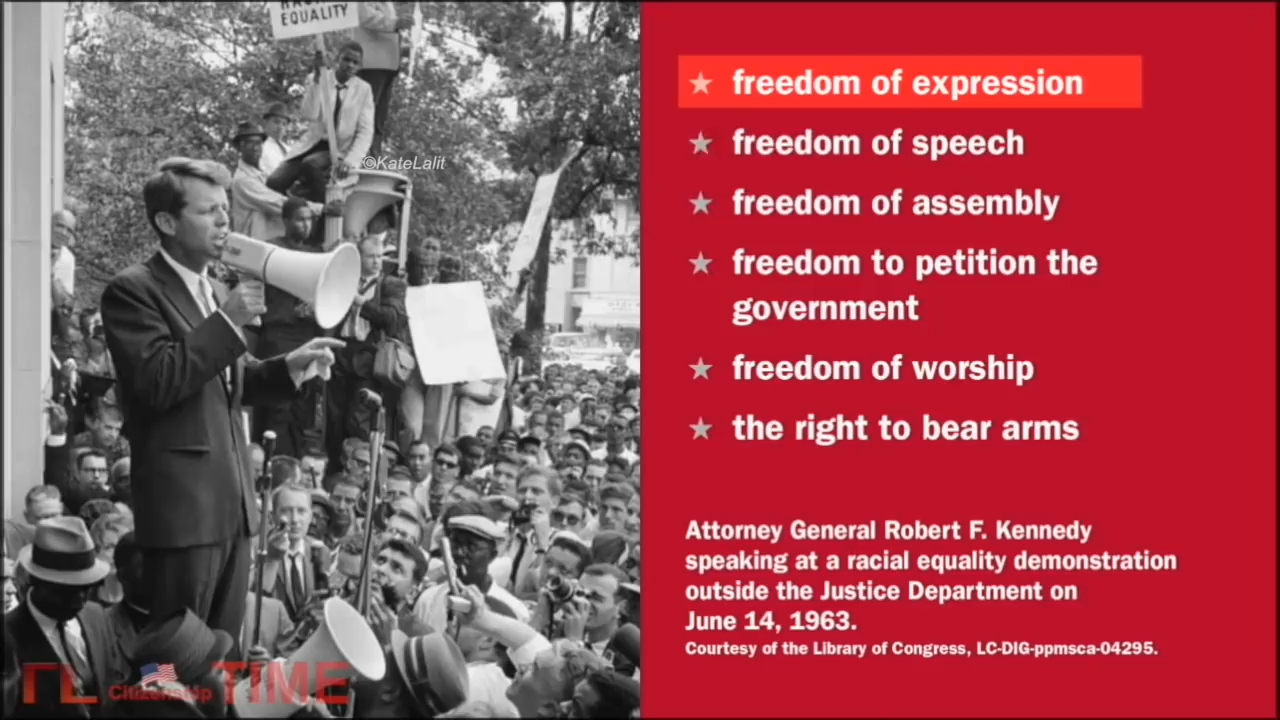 EQUALITY
©KateLalit
freedom of expression
freedom of speech
freedom of assembly
freedom to petition the
government
freedom of worship
the right to bear arms
Attorney General Robert F. Kennedy
speaking at a racial equality demonstration
outside the Justice Department on
June 14, 1963.
Courtesy of the Library of Congress, LC-DIG-ppmsca-04295.
Citizenship TIME